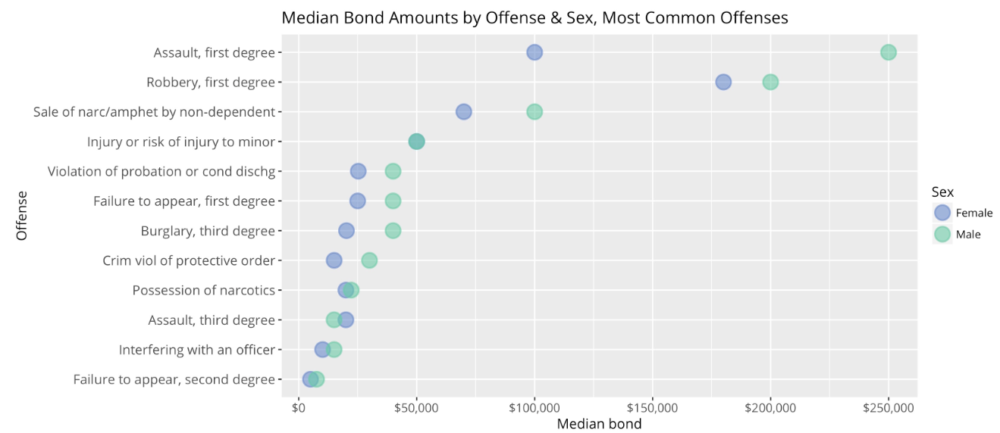 Median Bond Amounts by Offense & Sex, Most Common Offenses
Assault, first degree
Robbery, first degree
Sale of narc/amphet by non-dependent
Injury or risk of injury to minor
Violation of probation or cond dischg
Failure to appear, first degree
Burglary, third degree
Crim viol of protective order
Possession of narcotics
Assault, third degree
Interfering with an officer
Failure to appear, second degree
Offense
$0 $50,000 $100,000 $150,000 $200,000 $250,000
Median bond
Sex
Female
Male